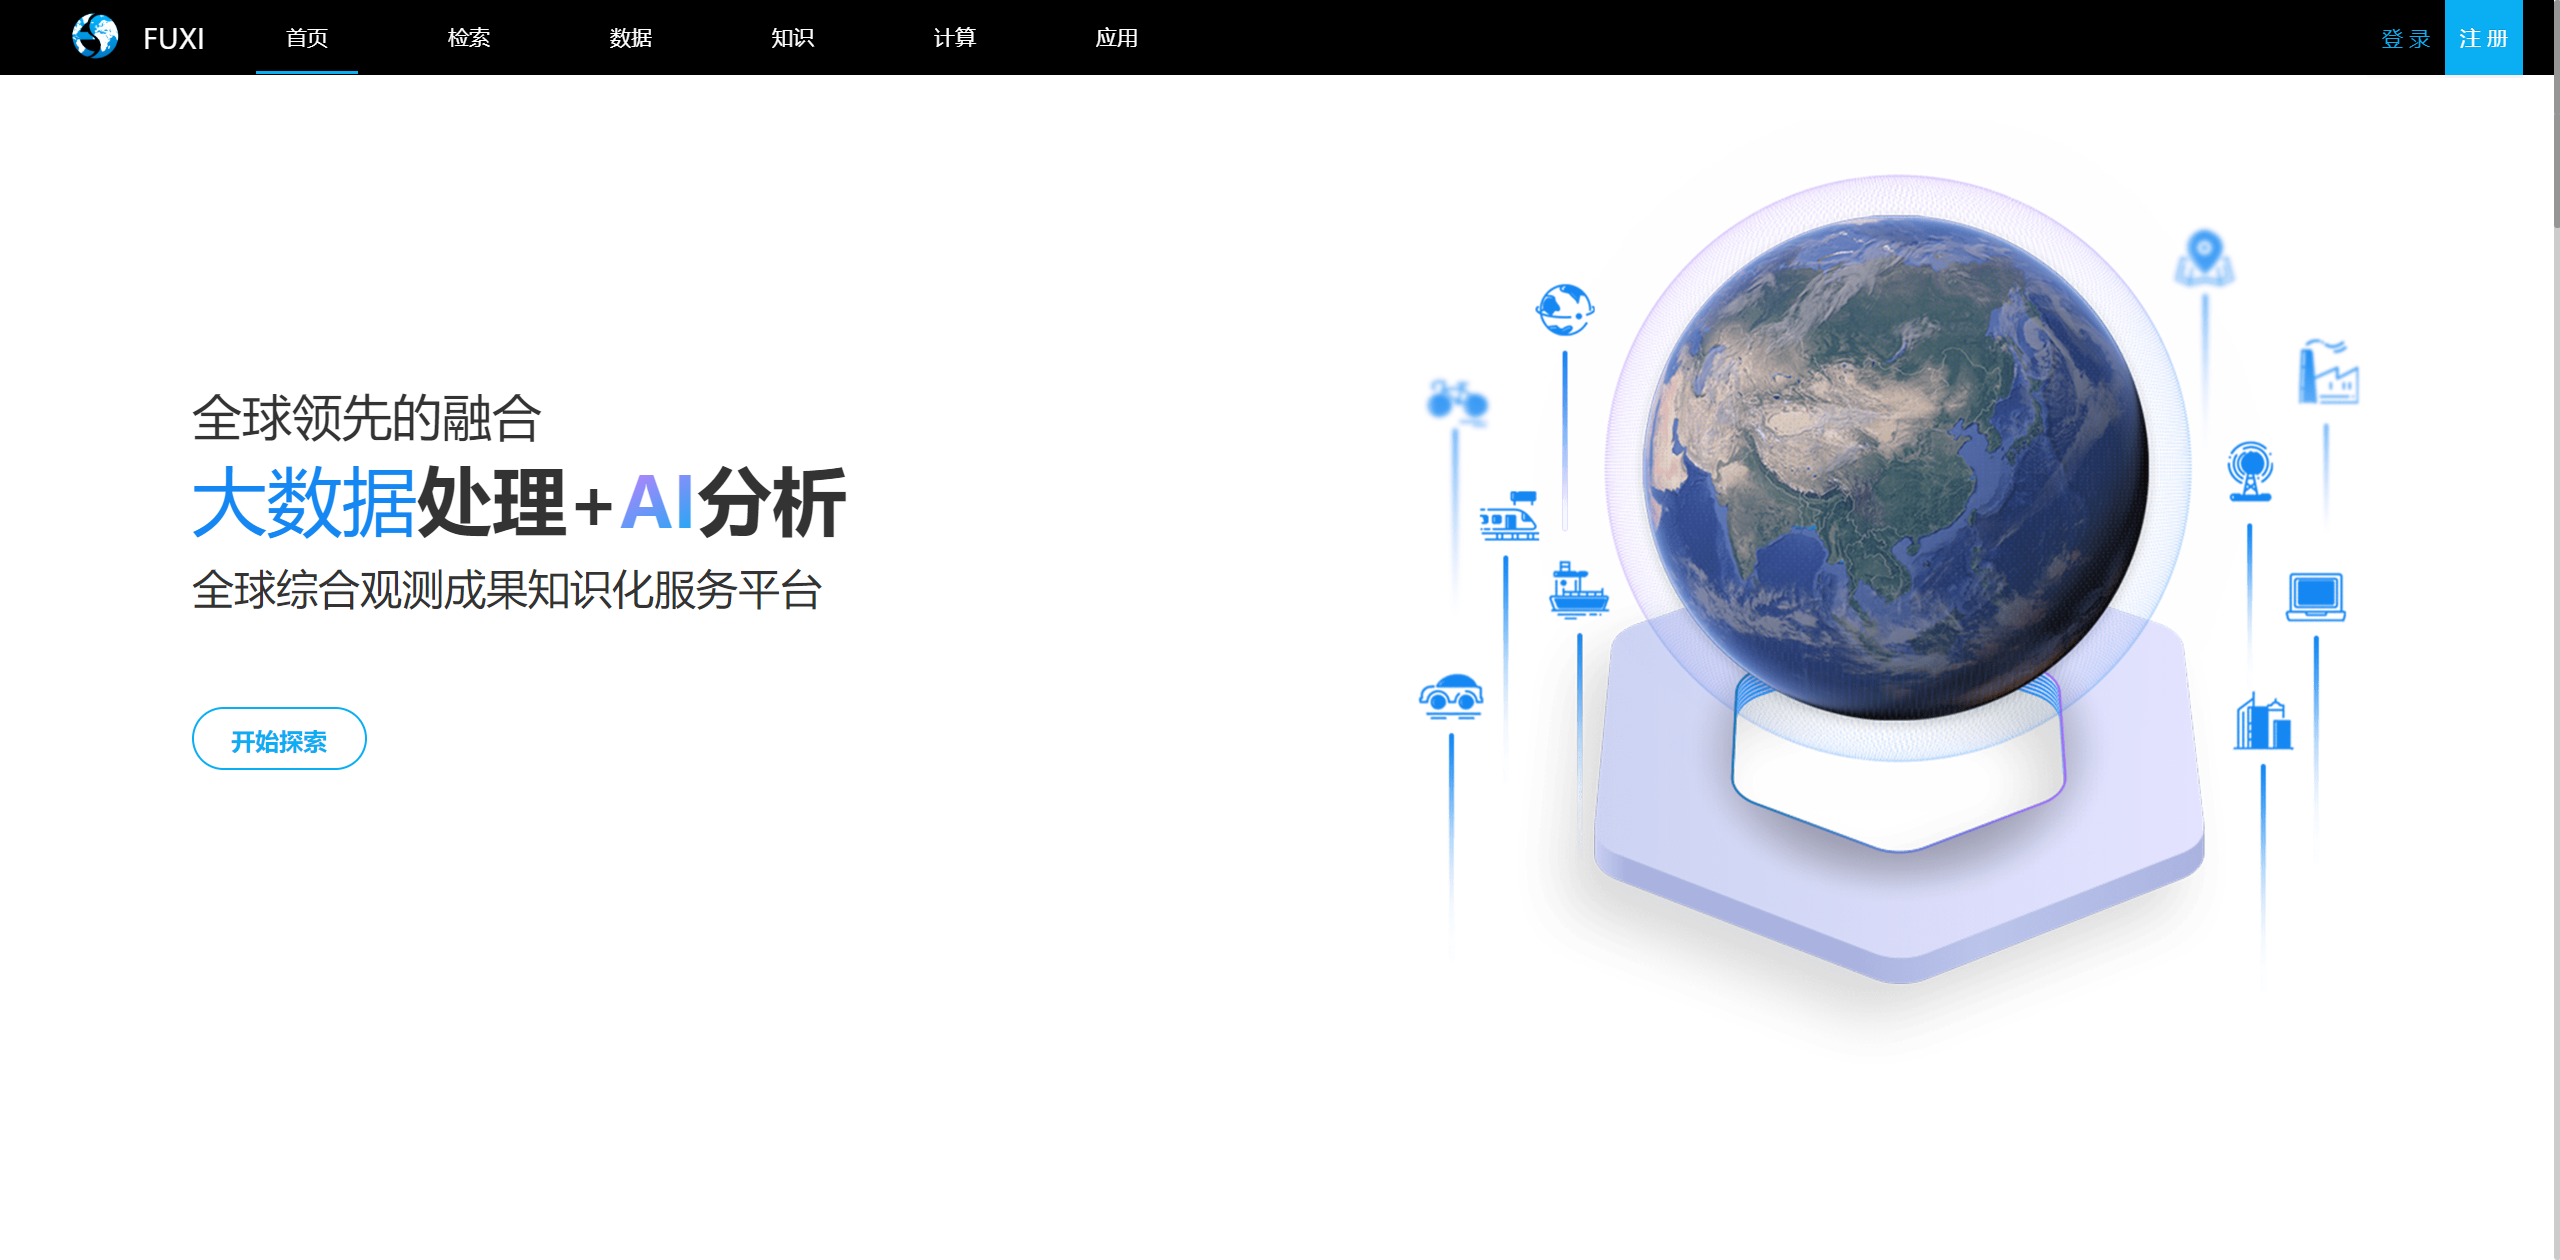 FUXI 首页 检索 数据 知识 计算 应用 登 录 注 册
全球领先的融合
大数据处理+AI分析
全球综合观测成果知识化服务平台
开始探索